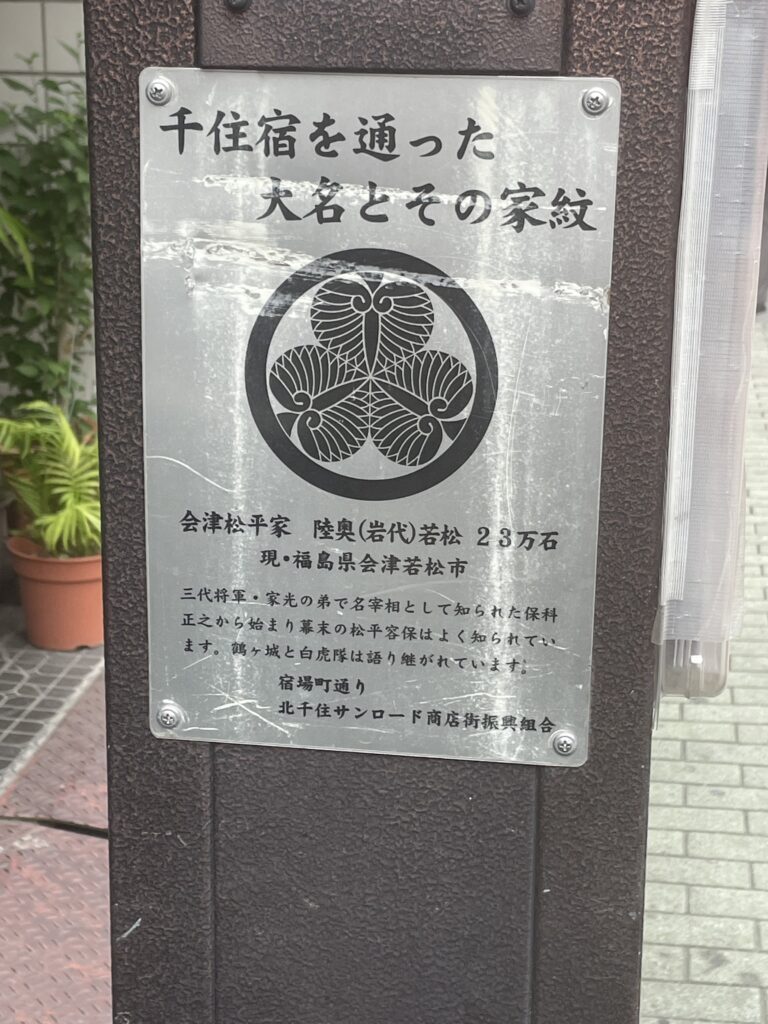 千住宿を通った
大名とその家紋
会津松平家　陸奥(岩代)若松　23万石
現・福島県会津若松市
三代将軍・家光の弟で名宰相として知られた保科
正之から始まり幕末の松平容保はよく知られてい
ます。鶴ヶ城と白虎隊は語り継がれています。
宿場町通り
北千住サンロード商店街振興組合